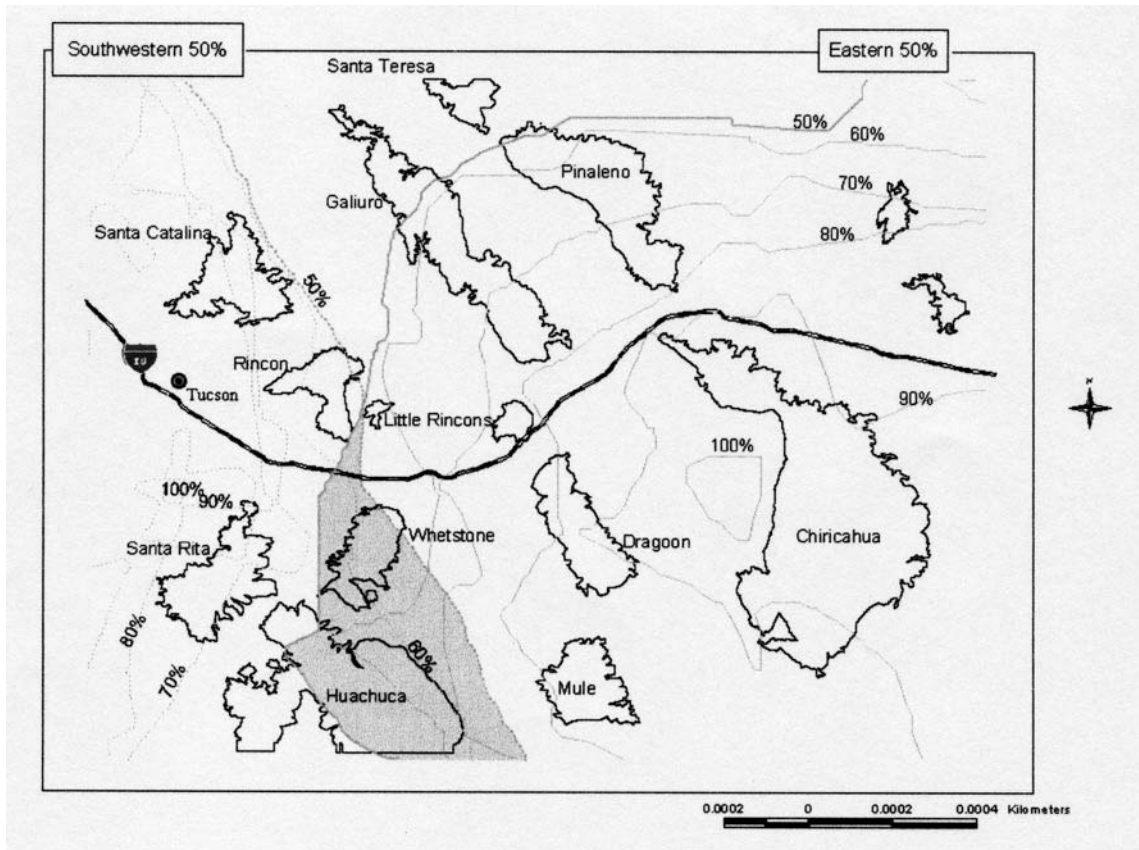 Southwestern 50%
Eastern 50%
Santa Teresa
50%
60%
Pinaleno
70%
Galiuro
80%
Santa Catalina
50%
Rincon
Tucson
Little Rincons
90%
100%
100%
90%
Whetstone
Santa Rita
Dragoon
Chiricahua
80%
60%
70%
Huachuca
Mule
N
0.0002 0 0.0002 0.0004 Kilometers